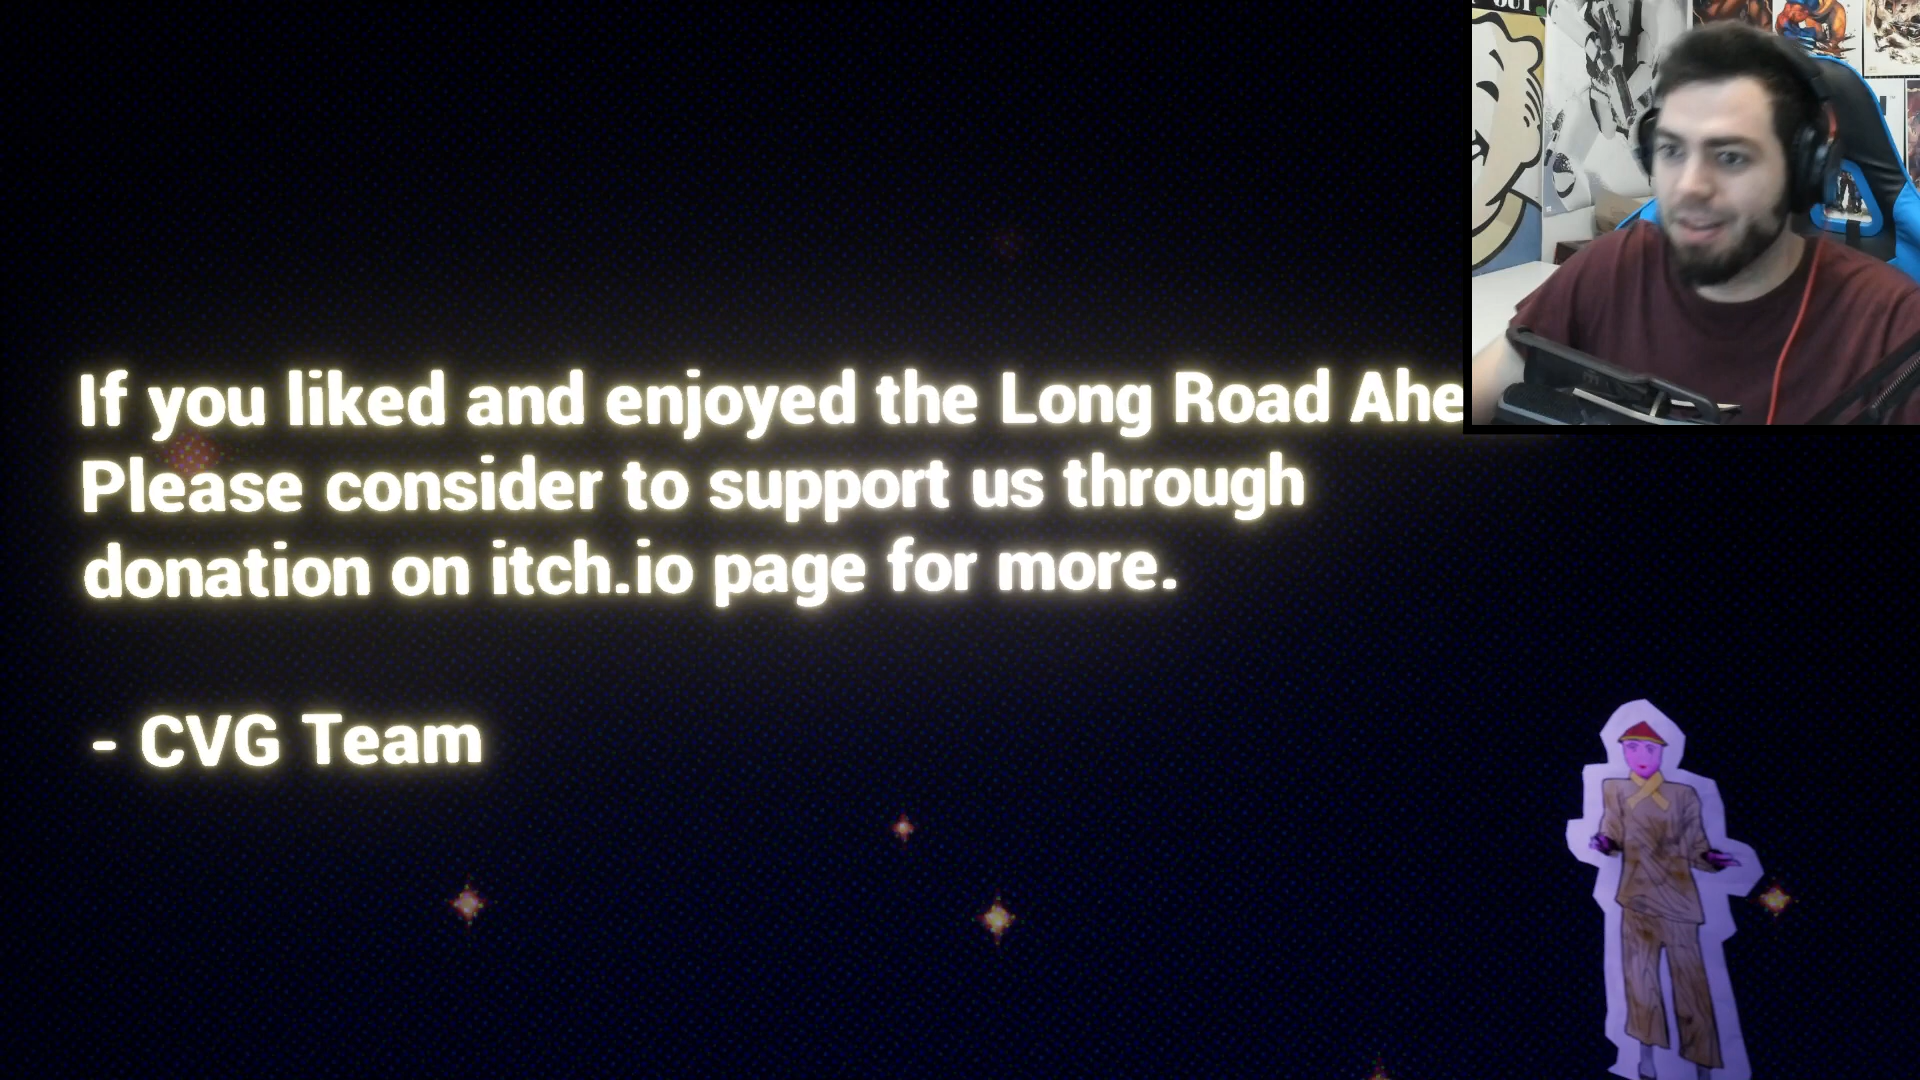 If you liked and enjoyed the Long Road Ahe
Please consider to support us through
donation on itch.io page for more.
- CVG Team